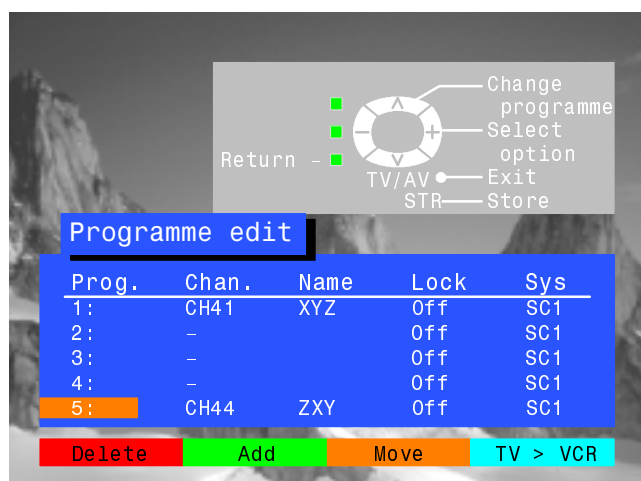 Change
programme
Select
Return – option
TV/AV Exit
STR Store
Programme edit
Prog. Chan. Name Lock Sys
1: CH41 XYZ Off SC1
2: – Off SC1
3: – Off SC1
4: – Off SC1
5: CH44 ZXY Off SC1
Delete Add Move TV > VCR